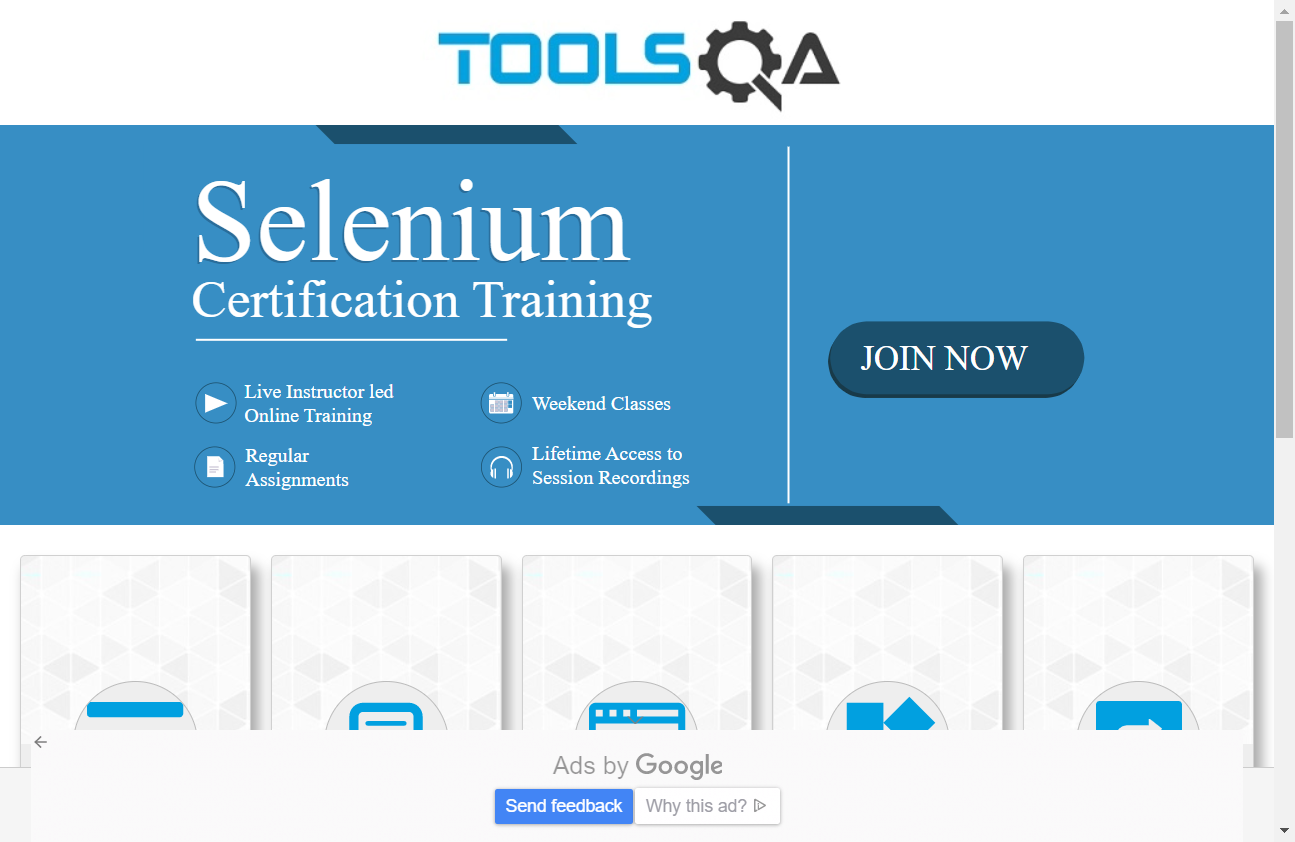 TOOLSQA
Selenium
Certification Training
Live Instructor led
Online Training
Weekend Classes
Regular
Assignments
Lifetime Access to
Session Recordings
JOIN NOW
Ads by Google
Send feedback
Why this ad?